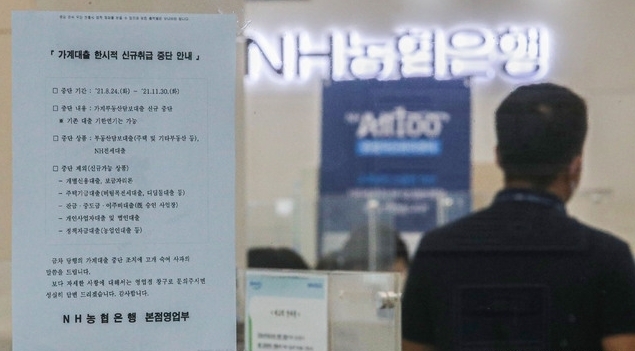 『 가계대출 한시적 신규취급 중단 안내 』
□ 중단 기간 : '21.8.24.(화) ~ '21.11.30.(화)
□ 중단 내용 : 가계부동산담보대출 신규 중단
※ 기존 대출 기한연기는 가능
□ 중단 상품 : 부동산담보대출(주택 및 기타부동산 등),
NH전세대출
□ 중단 제외(신규가능 상품)
- 개별신용대출, 보금자리론
- 주택기금대출(버팀목전세대출, 디딤돌대출 등)
- 잔금·중도금·이주비대출(旣 승인 사업장)
- 개인사업자대출 및 법인대출
- 정책자금대출(농업인대출 등)
금차 당행의 가계대출 중단 조치에 고개 숙여 사과의
말씀을 드립니다.
보다 자세한 사항에 대해서는 영업점 창구로 문의주시면
성실히 답변 드리겠습니다. 감사합니다.
NH농협은행 본점영업부
NH농협은행
All100